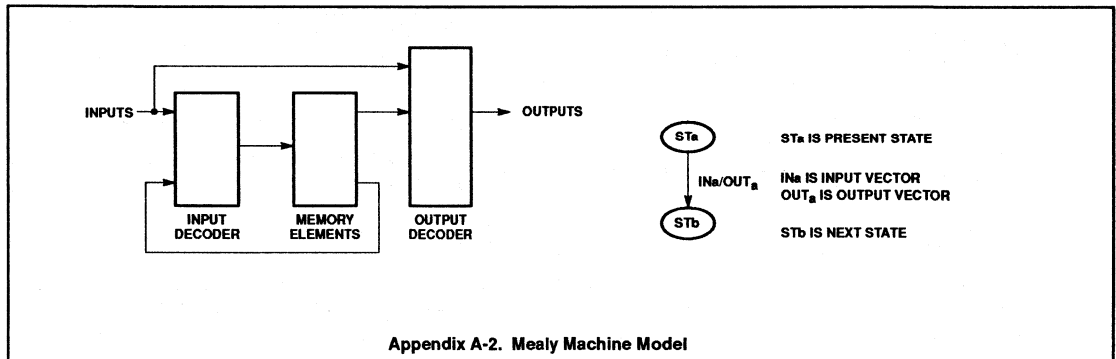 INPUTS
INPUT
DECODER
MEMORY
ELEMENTS
OUTPUT
DECODER
OUTPUTS
STa
INa/OUTa
STb
STa IS PRESENT STATE
INa IS INPUT VECTOR
OUTa IS OUTPUT VECTOR
STb IS NEXT STATE
Appendix A-2. Mealy Machine Model